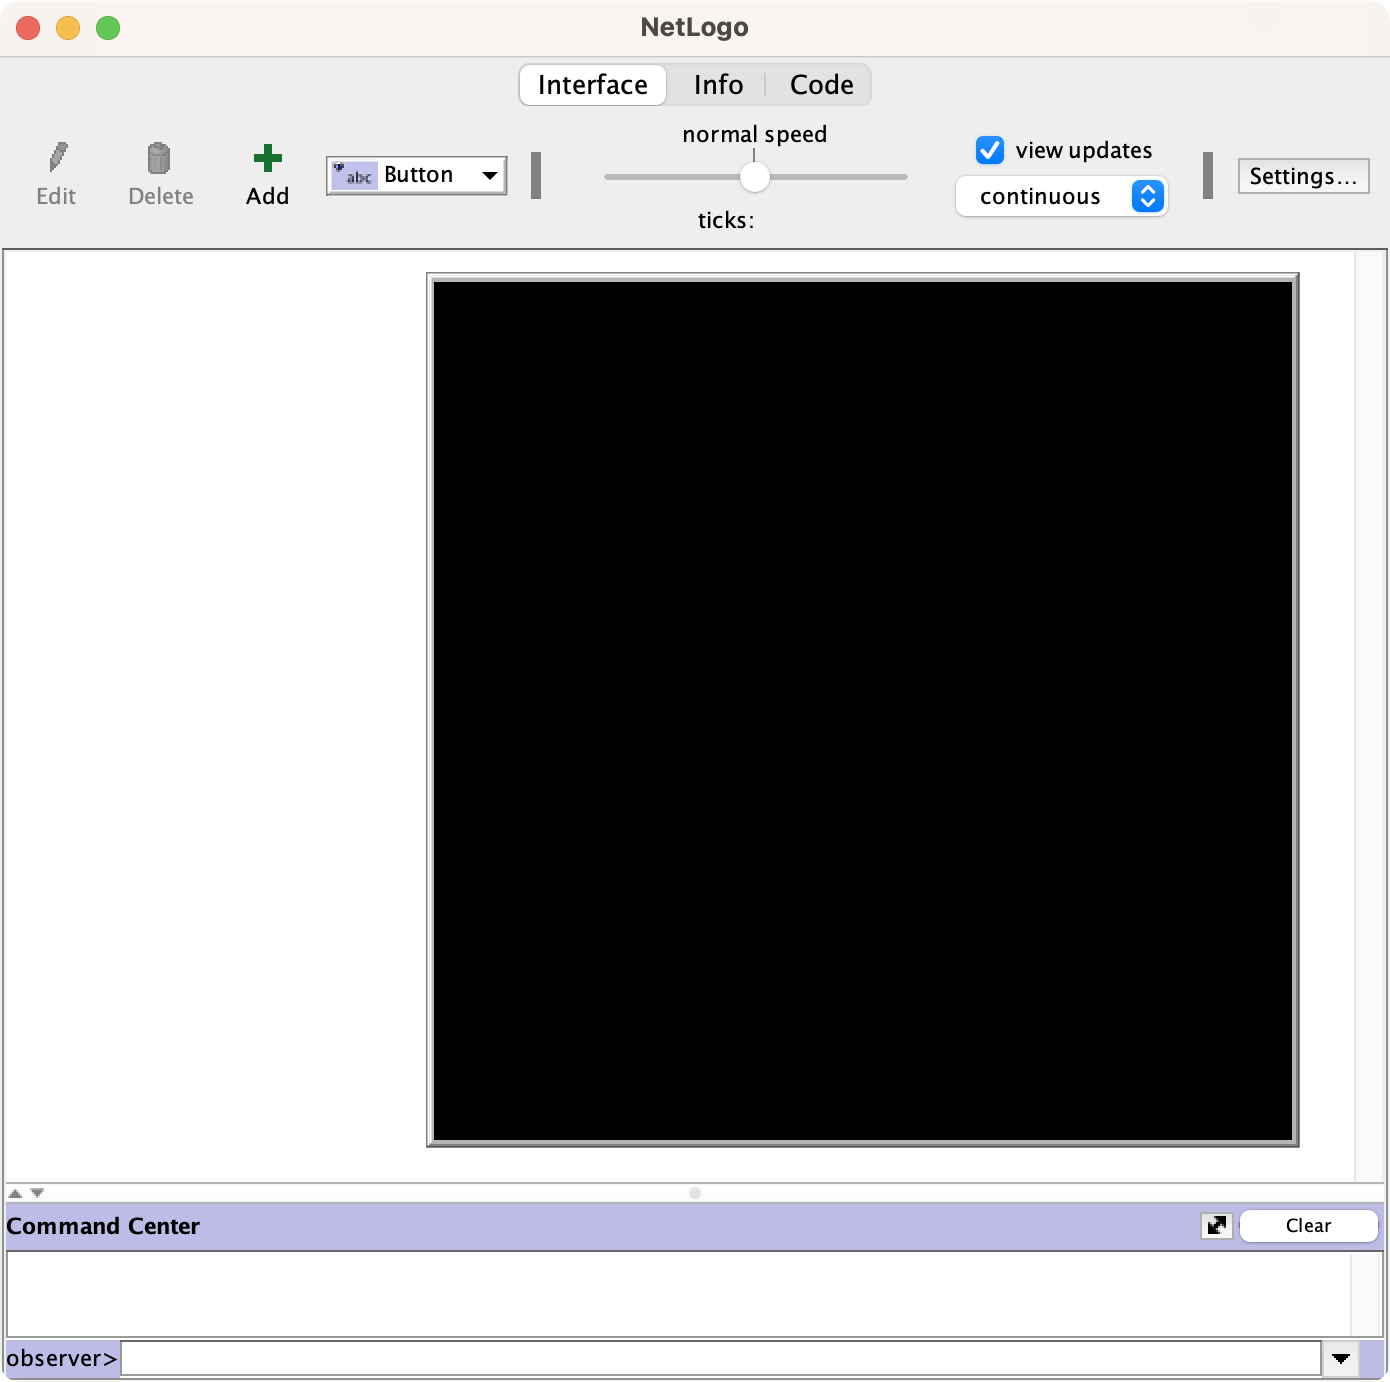 NetLogo
Interface Info Code
normal speed
view updates
Edit Delete Add abc Button continuous Settings...
ticks:
Command Center Clear
observer>